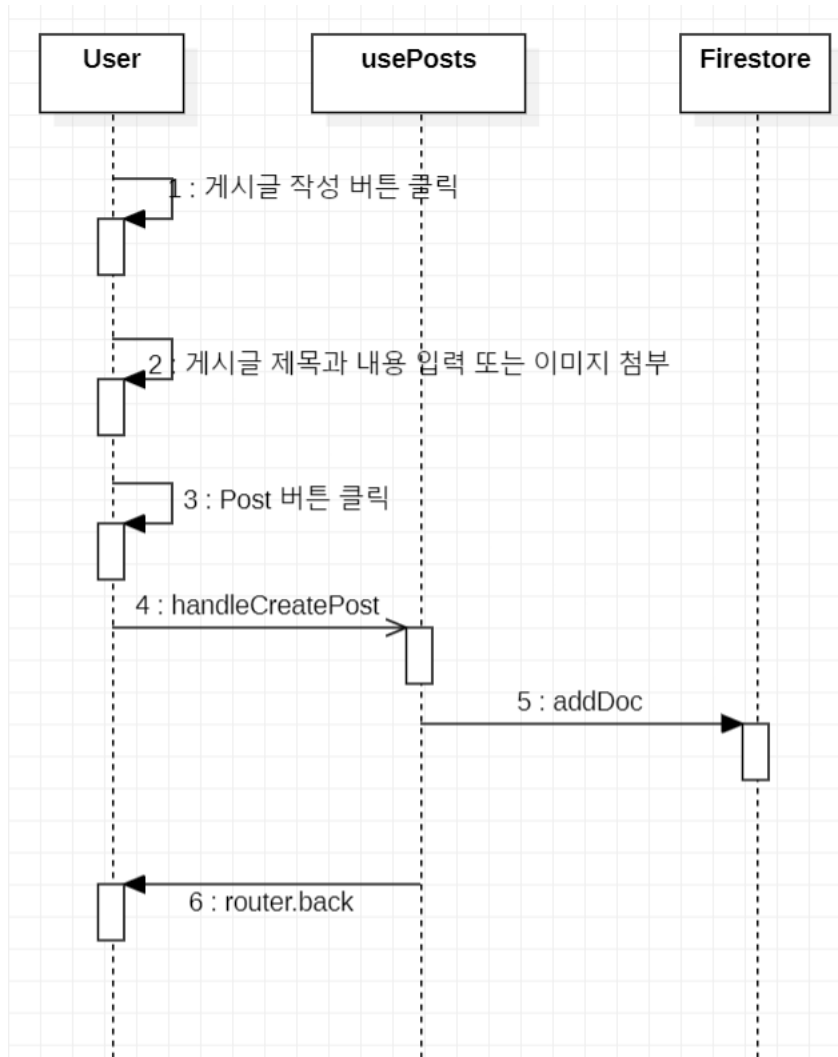 User
usePosts
Firestore
1 : 게시글 작성 버튼 클릭
2 : 게시글 제목과 내용 입력 또는 이미지 첨부
3 : Post 버튼 클릭
4 : handleCreatePost
5 : addDoc
6 : router.back